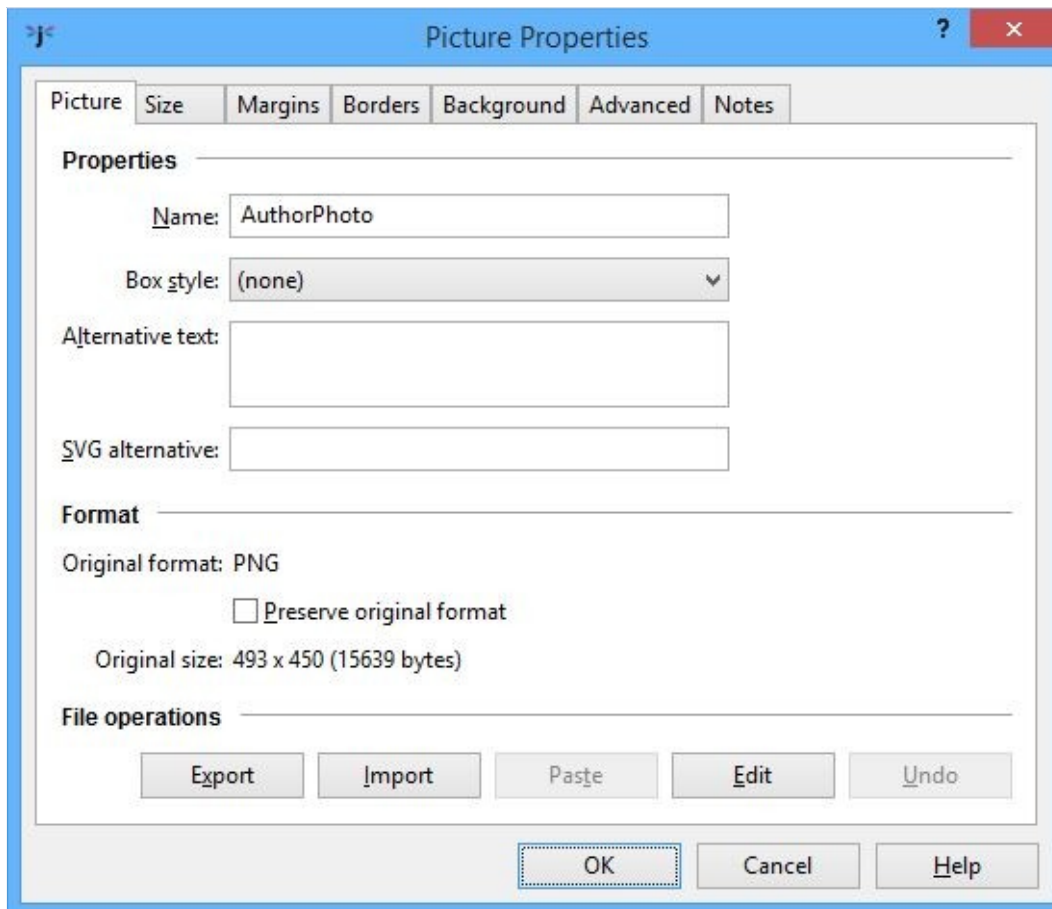 Picture Properties
? ×
Picture Size Margins Borders Background Advanced Notes
Properties
Name: AuthorPhoto
Box style: (none)
Alternative text:
SVG alternative:
Format
Original format: PNG
Preserve original format
Original size: 493 x 450 (15639 bytes)
File operations
Export Import Paste Edit Undo
OK Cancel Help